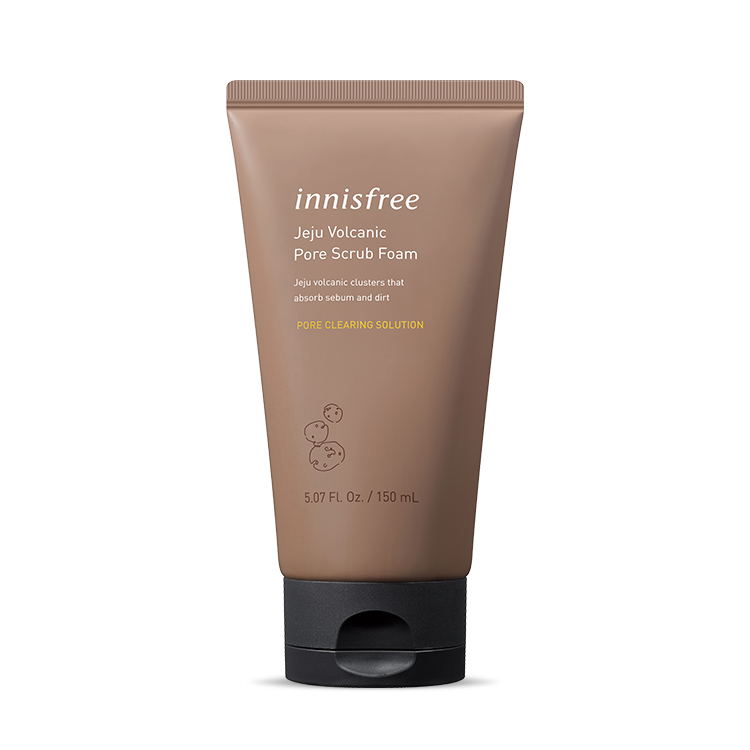 innisfree
Jeju Volcanic
Pore Scrub Foam
Jeju volcanic clusters that
absorb sebum and dirt
PORE CLEARING SOLUTION
5.07 Fl. Oz. / 150 mL